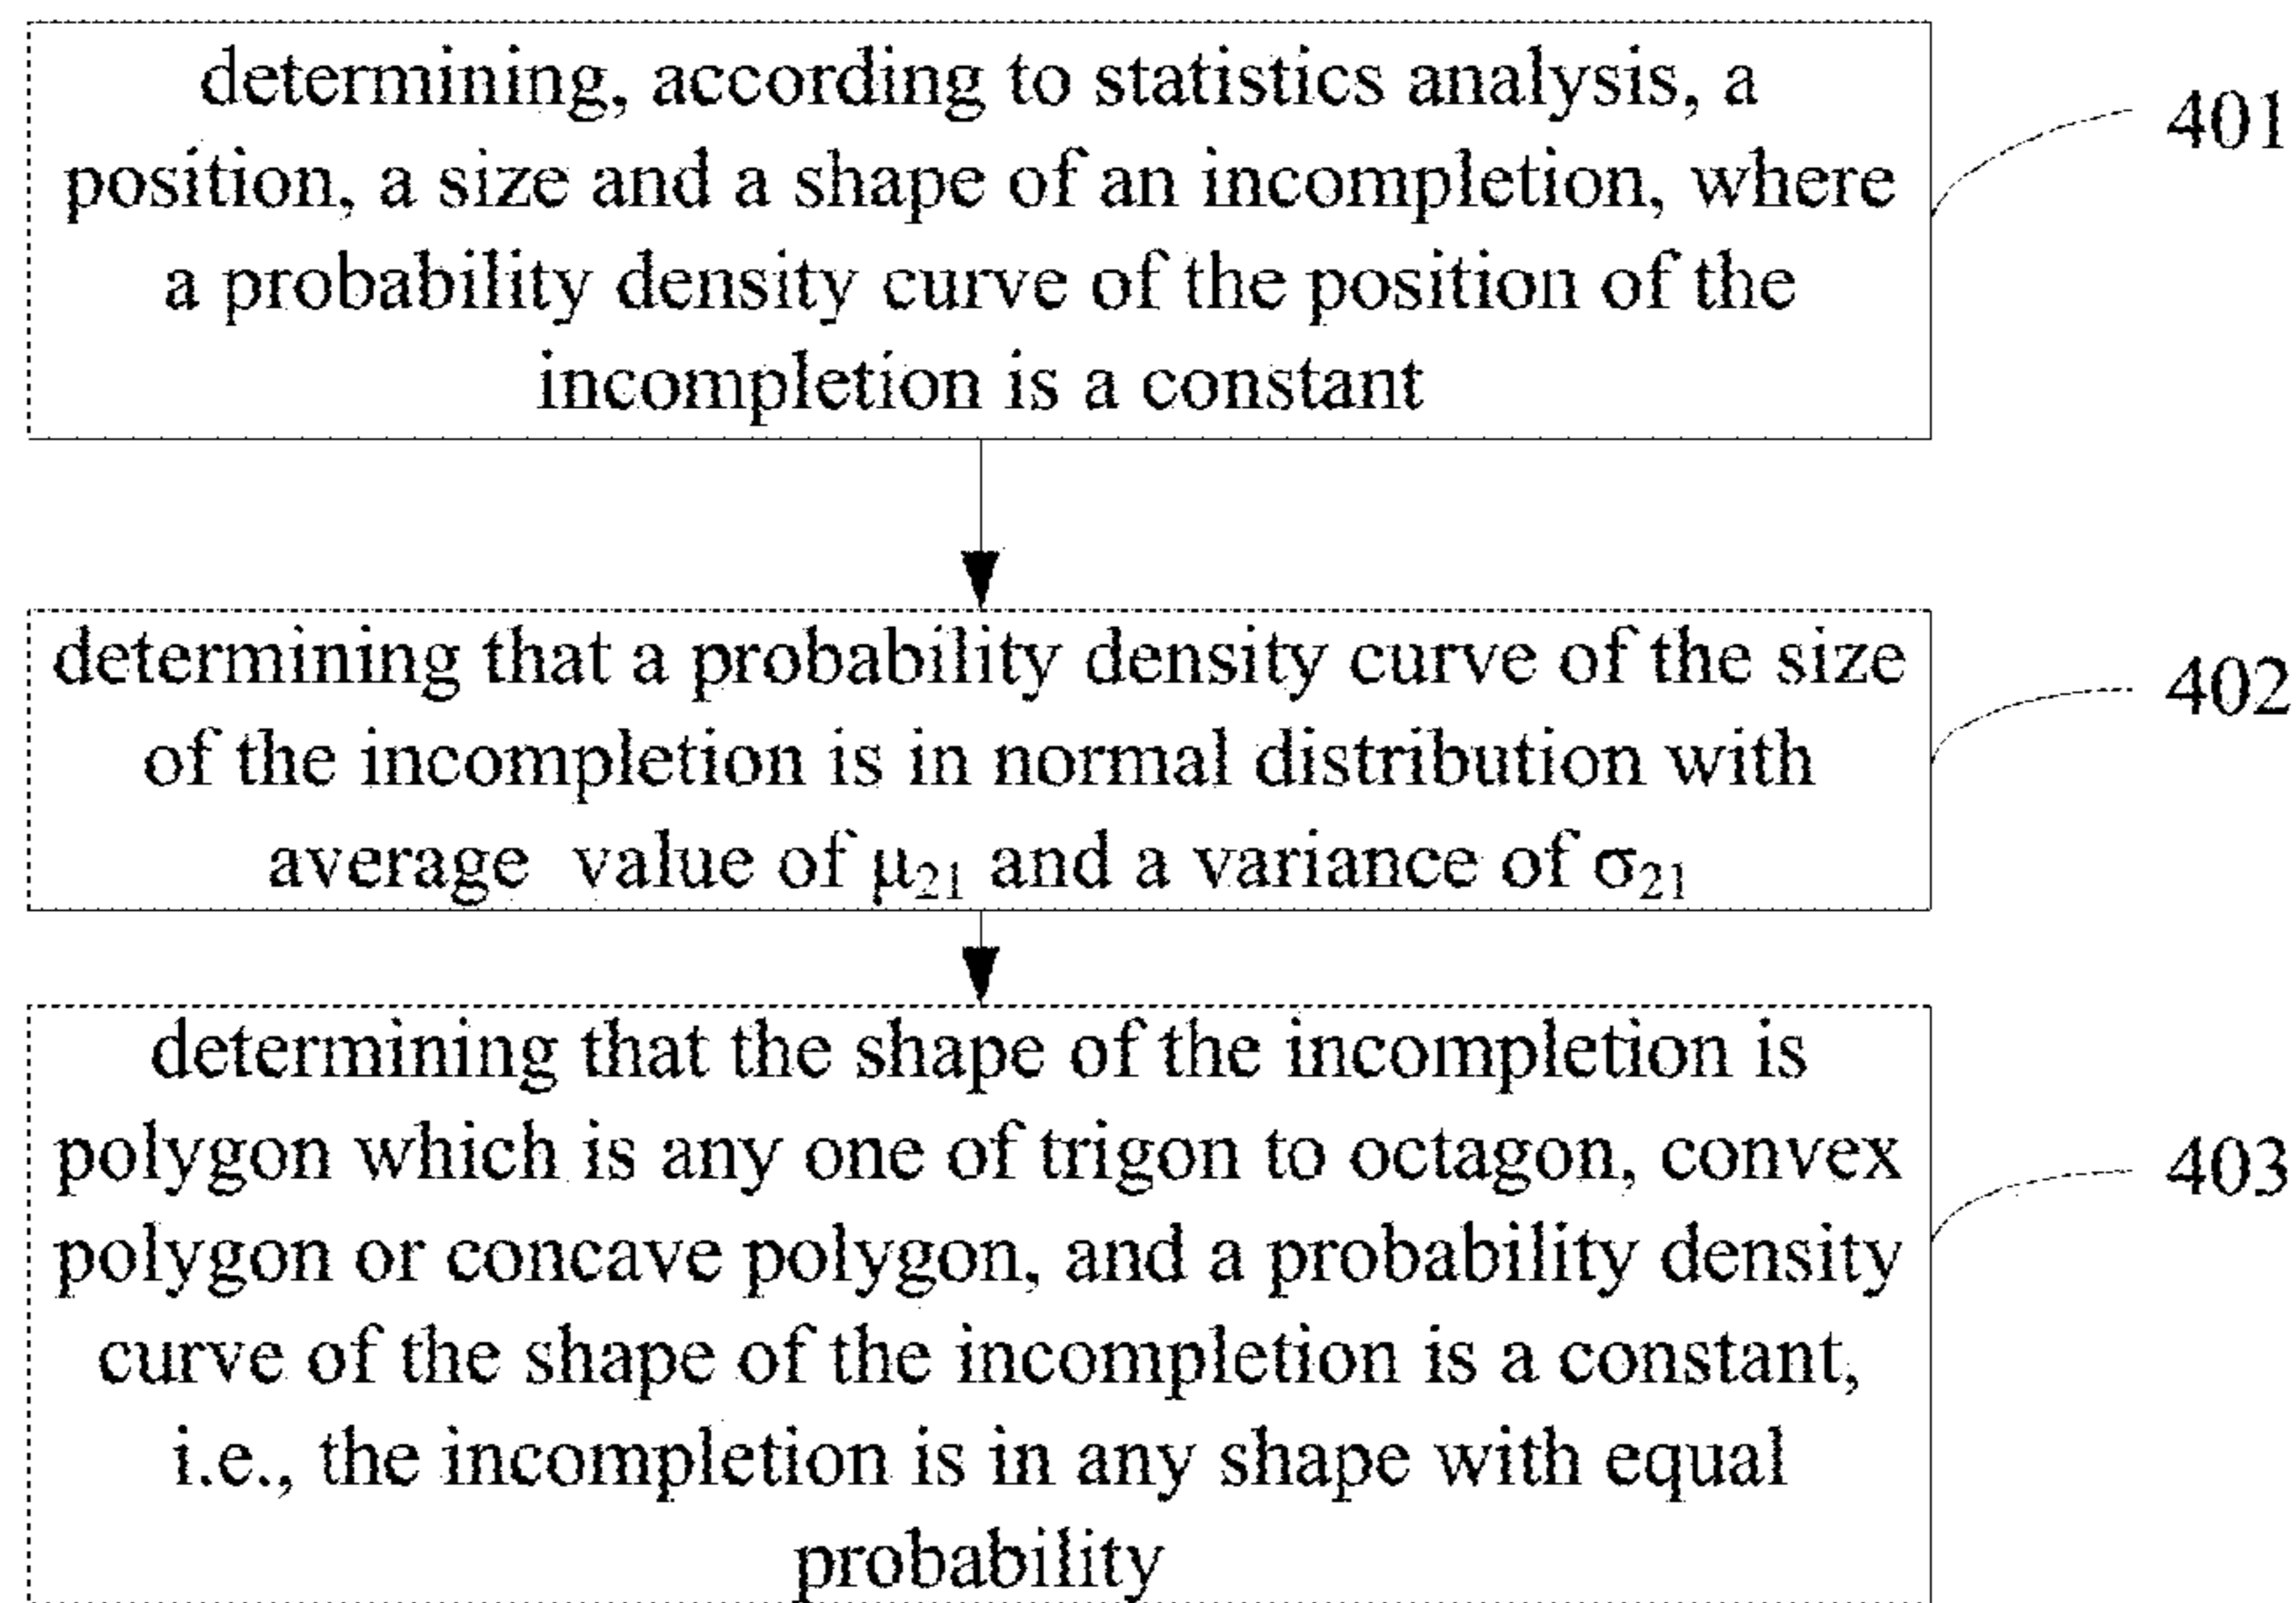 determining, according to statistics analysis, a
position, a size and a shape of an incompletion, where
a probability density curve of the position of the
incompletion is a constant
401
determining that a probability density curve of the size
of the incompletion is in normal distribution with
average value of μ₂₁ and a variance of σ₂₁
402
determining that the shape of the incompletion is
polygon which is any one of trigon to octagon, convex
polygon or concave polygon, and a probability density
curve of the shape of the incompletion is a constant,
i.e., the incompletion is in any shape with equal
probability
403